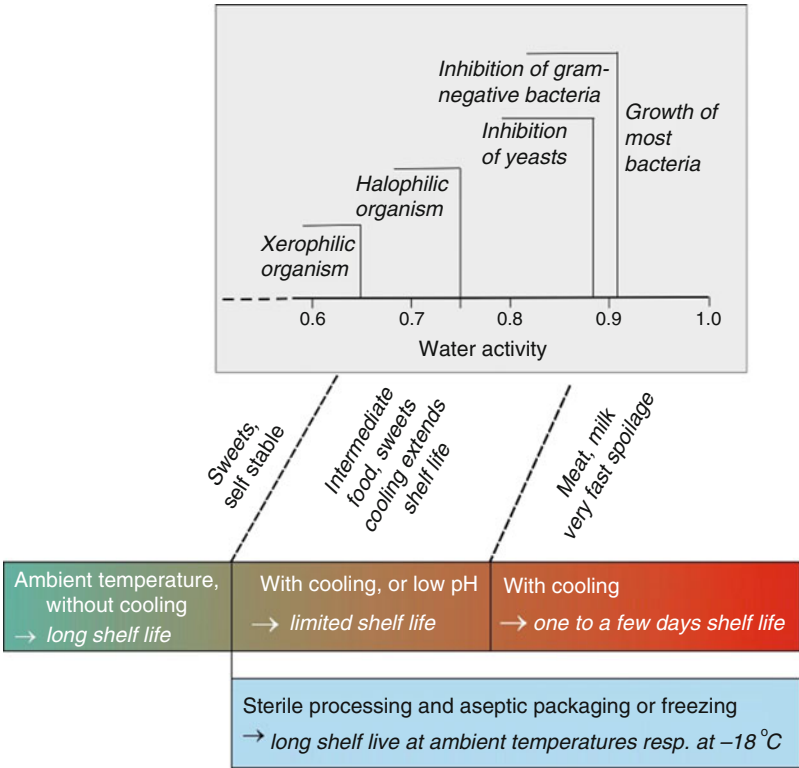 Inhibition of gram-
negative bacteria
Growth of
most
bacteria
Inhibition
of yeasts
Halophilic
organism
Xerophilic
organism
0.6 0.7 0.8 0.9 1.0
Water activity
Sweets,
self stable
Intermediate
food, sweets
cooling extends
shelf life
Meat, milk
very fast spoilage
Ambient temperature,
without cooling
→ long shelf life
With cooling, or low pH
→ limited shelf life
With cooling
→ one to a few days shelf life
Sterile processing and aseptic packaging or freezing
→ long shelf live at ambient temperatures resp. at –18 °C